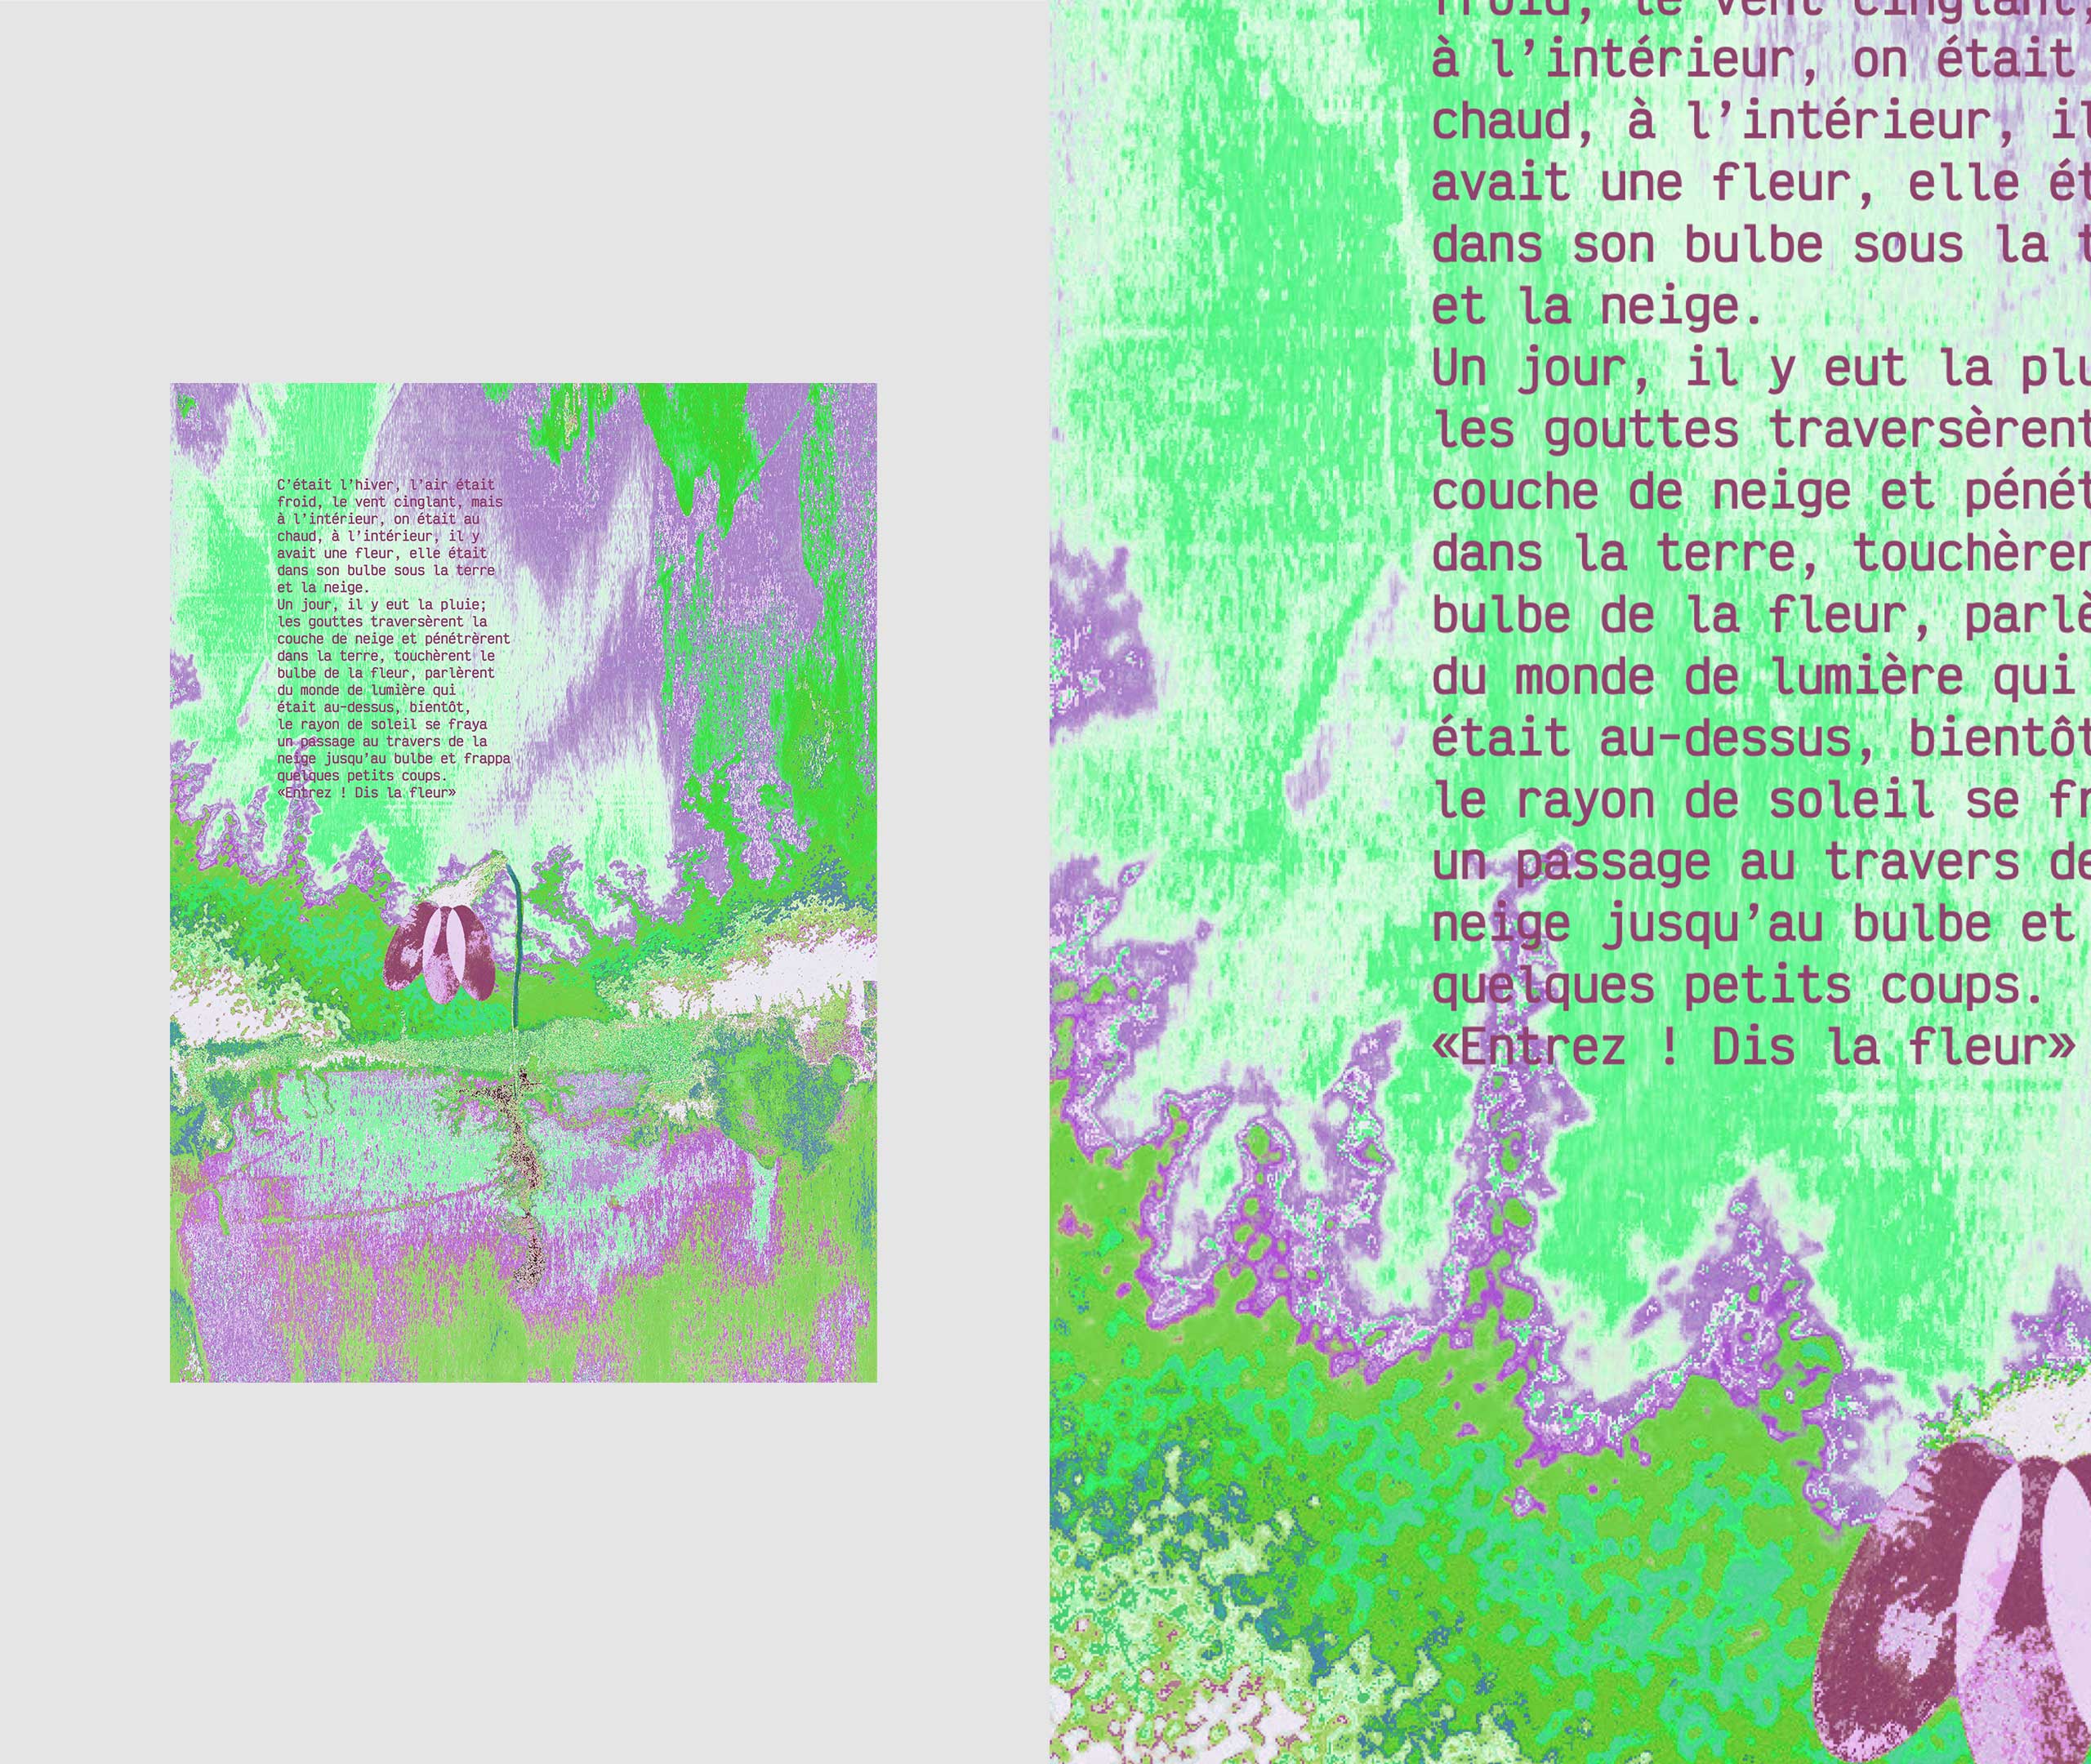 C’était l’hiver, l’air était
froid, le vent cinglant, mais
à l’intérieur, on était au
chaud, à l’intérieur, il y
avait une fleur, elle était
dans son bulbe sous la terre
et la neige.
Un jour, il y eut la pluie;
les gouttes traversèrent la
couche de neige et pénétrèrent
dans la terre, touchèrent le
bulbe de la fleur, parlèrent
du monde de lumière qui
était au-dessus, bientôt,
le rayon de soleil se fraya
un passage au travers de la
neige jusqu’au bulbe et frappa
quelques petits coups.
«Entrez ! Dis la fleur»
froid, le vent cinglant,
à l’intérieur, on était
chaud, à l’intérieur, il
avait une fleur, elle ét
dans son bulbe sous la t
et la neige.
Un jour, il y eut la plu
les gouttes traversèrent
couche de neige et pénét
dans la terre, touchèren
bulbe de la fleur, parlè
du monde de lumière qui
était au-dessus, bientôt
le rayon de soleil se fr
un passage au travers de
neige jusqu’au bulbe et
quelques petits coups.
«Entrez ! Dis la fleur»